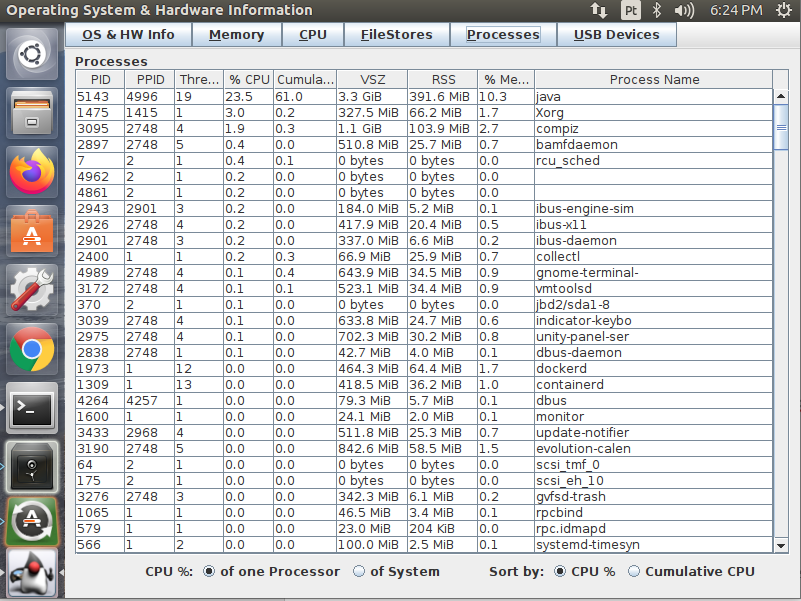 Operating System & Hardware Information Pt 6:24 PM
OS & HW Info Memory CPU FileStores Processes USB Devices
Processes
PID PPID Thre... % CPU Cumula... VSZ RSS % Me... Process Name
5143 4996 19 23.5 61.0 3.3 GiB 391.6 MiB 10.3 java
1475 1415 1 3.0 0.2 327.5 MiB 66.2 MiB 1.7 Xorg
3095 2748 4 1.9 0.3 1.1 GiB 103.9 MiB 2.7 compiz
2897 2748 5 0.4 0.0 510.8 MiB 25.7 MiB 0.7 bamfdaemon
7 2 1 0.4 0.1 0 bytes 0 bytes 0.0 rcu_sched
4962 2 1 0.2 0.0 0 bytes 0 bytes 0.0
4861 2 1 0.2 0.0 0 bytes 0 bytes 0.0
2943 2901 3 0.2 0.0 184.0 MiB 5.2 MiB 0.1 ibus-engine-sim
2926 2748 4 0.2 0.0 417.9 MiB 20.4 MiB 0.5 ibus-x11
2901 2748 3 0.2 0.0 337.0 MiB 6.6 MiB 0.2 ibus-daemon
2400 1 1 0.2 0.3 66.9 MiB 25.9 MiB 0.7 collectl
4989 2748 4 0.1 0.4 643.9 MiB 34.5 MiB 0.9 gnome-terminal-
3172 2748 4 0.1 0.1 523.1 MiB 34.4 MiB 0.9 vmtoolsd
370 2 1 0.1 0.0 0 bytes 0 bytes 0.0 jbd2/sda1-8
3039 2748 4 0.1 0.0 633.8 MiB 24.7 MiB 0.6 indicator-keybo
2975 2748 4 0.1 0.0 702.3 MiB 30.2 MiB 0.8 unity-panel-ser
2838 2748 1 0.1 0.0 42.7 MiB 4.0 MiB 0.1 dbus-daemon
1973 1 12 0.0 0.0 464.3 MiB 64.4 MiB 1.7 dockerd
1309 1 13 0.0 0.0 418.5 MiB 36.2 MiB 1.0 containerd
4264 4257 1 0.0 0.0 79.3 MiB 5.7 MiB 0.1 dbus
1600 1 1 0.0 0.0 24.1 MiB 2.0 MiB 0.1 monitor
3433 2968 4 0.0 0.0 511.8 MiB 25.3 MiB 0.7 update-notifier
3190 2748 5 0.0 0.0 842.6 MiB 58.5 MiB 1.5 evolution-calen
64 2 1 0.0 0.0 0 bytes 0 bytes 0.0 scsi_tmf_0
175 2 1 0.0 0.0 0 bytes 0 bytes 0.0 scsi_eh_10
3276 2748 3 0.0 0.0 342.3 MiB 6.1 MiB 0.2 gvfsd-trash
1065 1 1 0.0 0.0 46.5 MiB 3.4 MiB 0.1 rpcbind
579 1 1 0.0 0.0 23.0 MiB 204 KiB 0.0 rpc.idmapd
566 1 2 0.0 0.0 100.0 MiB 2.5 MiB 0.1 systemd-timesyn
CPU %: of one Processor of System Sort by: CPU % Cumulative CPU